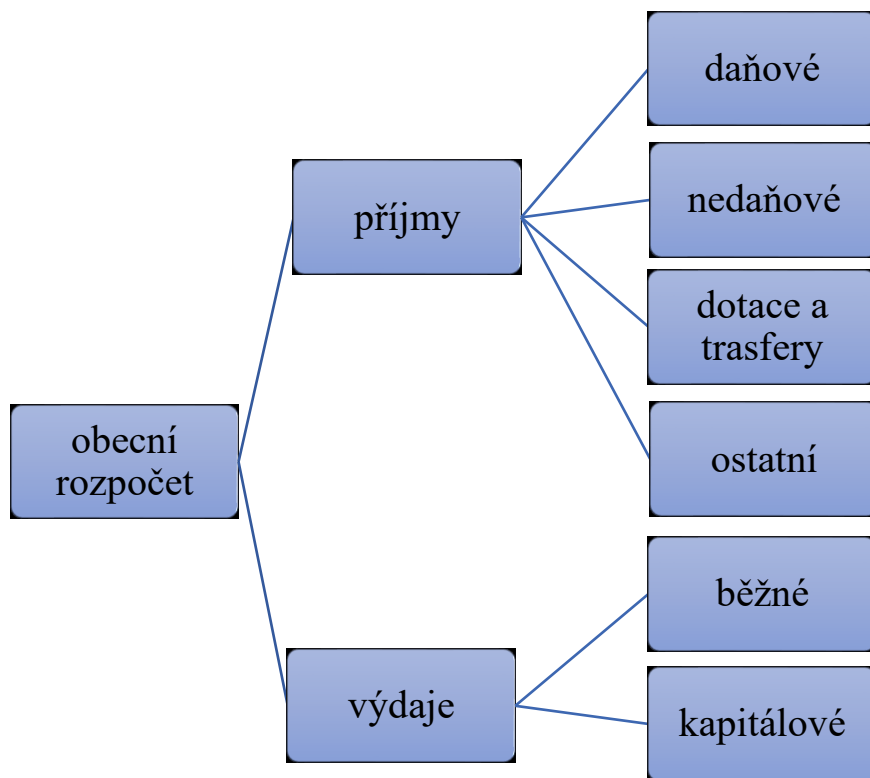 daňové
nedaňové
příjmy
dotace a
trasfery
ostatní
obecní
rozpočet
běžné
výdaje
kapitálové